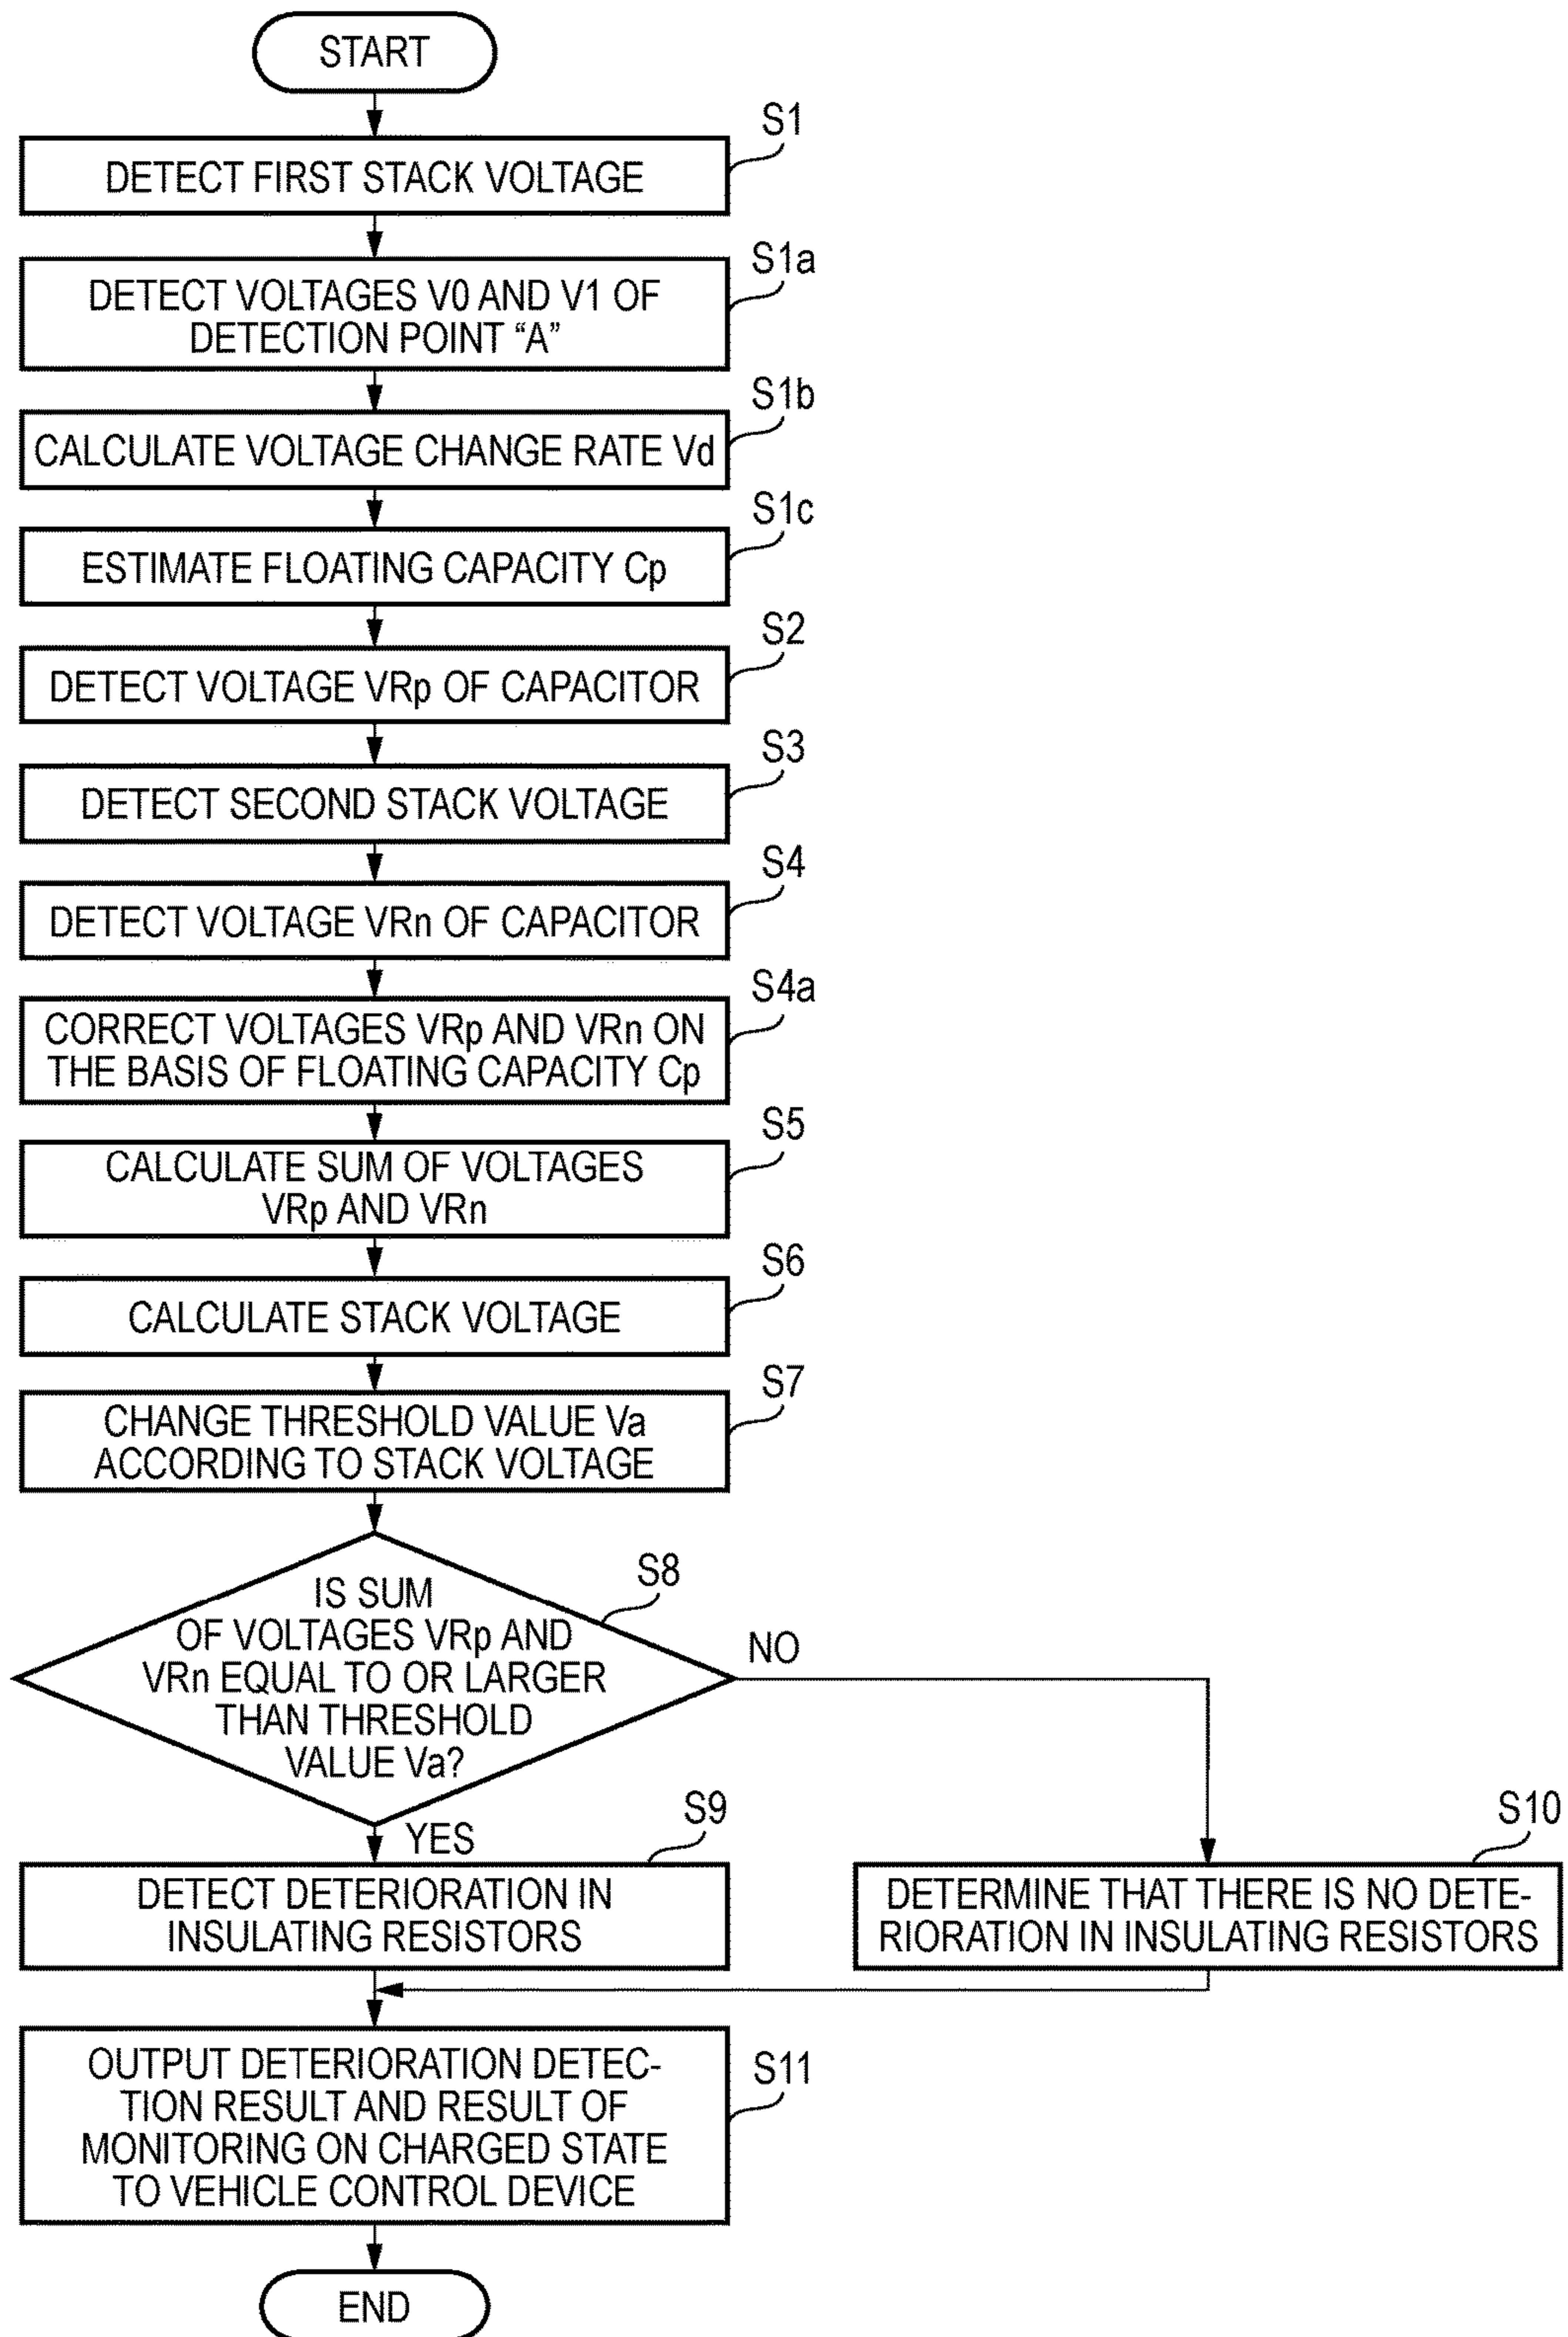 START
S1
DETECT FIRST STACK VOLTAGE
S1a
DETECT VOLTAGES V0 AND V1 OF
DETECTION POINT “A”
S1b
CALCULATE VOLTAGE CHANGE RATE Vd
S1c
ESTIMATE FLOATING CAPACITY Cp
S2
DETECT VOLTAGE VRp OF CAPACITOR
S3
DETECT SECOND STACK VOLTAGE
S4
DETECT VOLTAGE VRn OF CAPACITOR
S4a
CORRECT VOLTAGES VRp AND VRn ON
THE BASIS OF FLOATING CAPACITY Cp
S5
CALCULATE SUM OF VOLTAGES
VRp AND VRn
S6
CALCULATE STACK VOLTAGE
S7
CHANGE THRESHOLD VALUE Va
ACCORDING TO STACK VOLTAGE
S8
IS SUM
OF VOLTAGES VRp AND
VRn EQUAL TO OR LARGER
THAN THRESHOLD
VALUE Va?
NO
YES
S9
DETECT DETERIORATION IN
INSULATING RESISTORS
S10
DETERMINE THAT THERE IS NO DETE-
RIORATION IN INSULATING RESISTORS
S11
OUTPUT DETERIORATION DETEC-
TION RESULT AND RESULT OF
MONITORING ON CHARGED STATE
TO VEHICLE CONTROL DEVICE
END